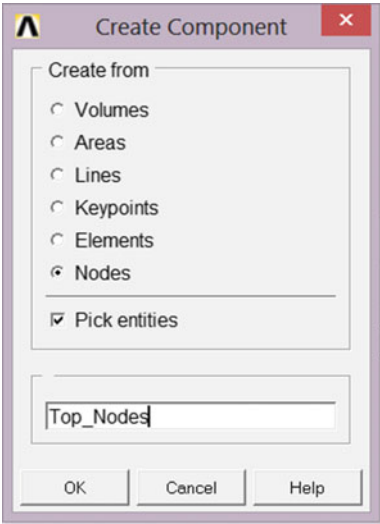 Create Component
Create from
Volumes
Areas
Lines
Keypoints
Elements
Nodes
Pick entities
Top_Nodes
OK
Cancel
Help